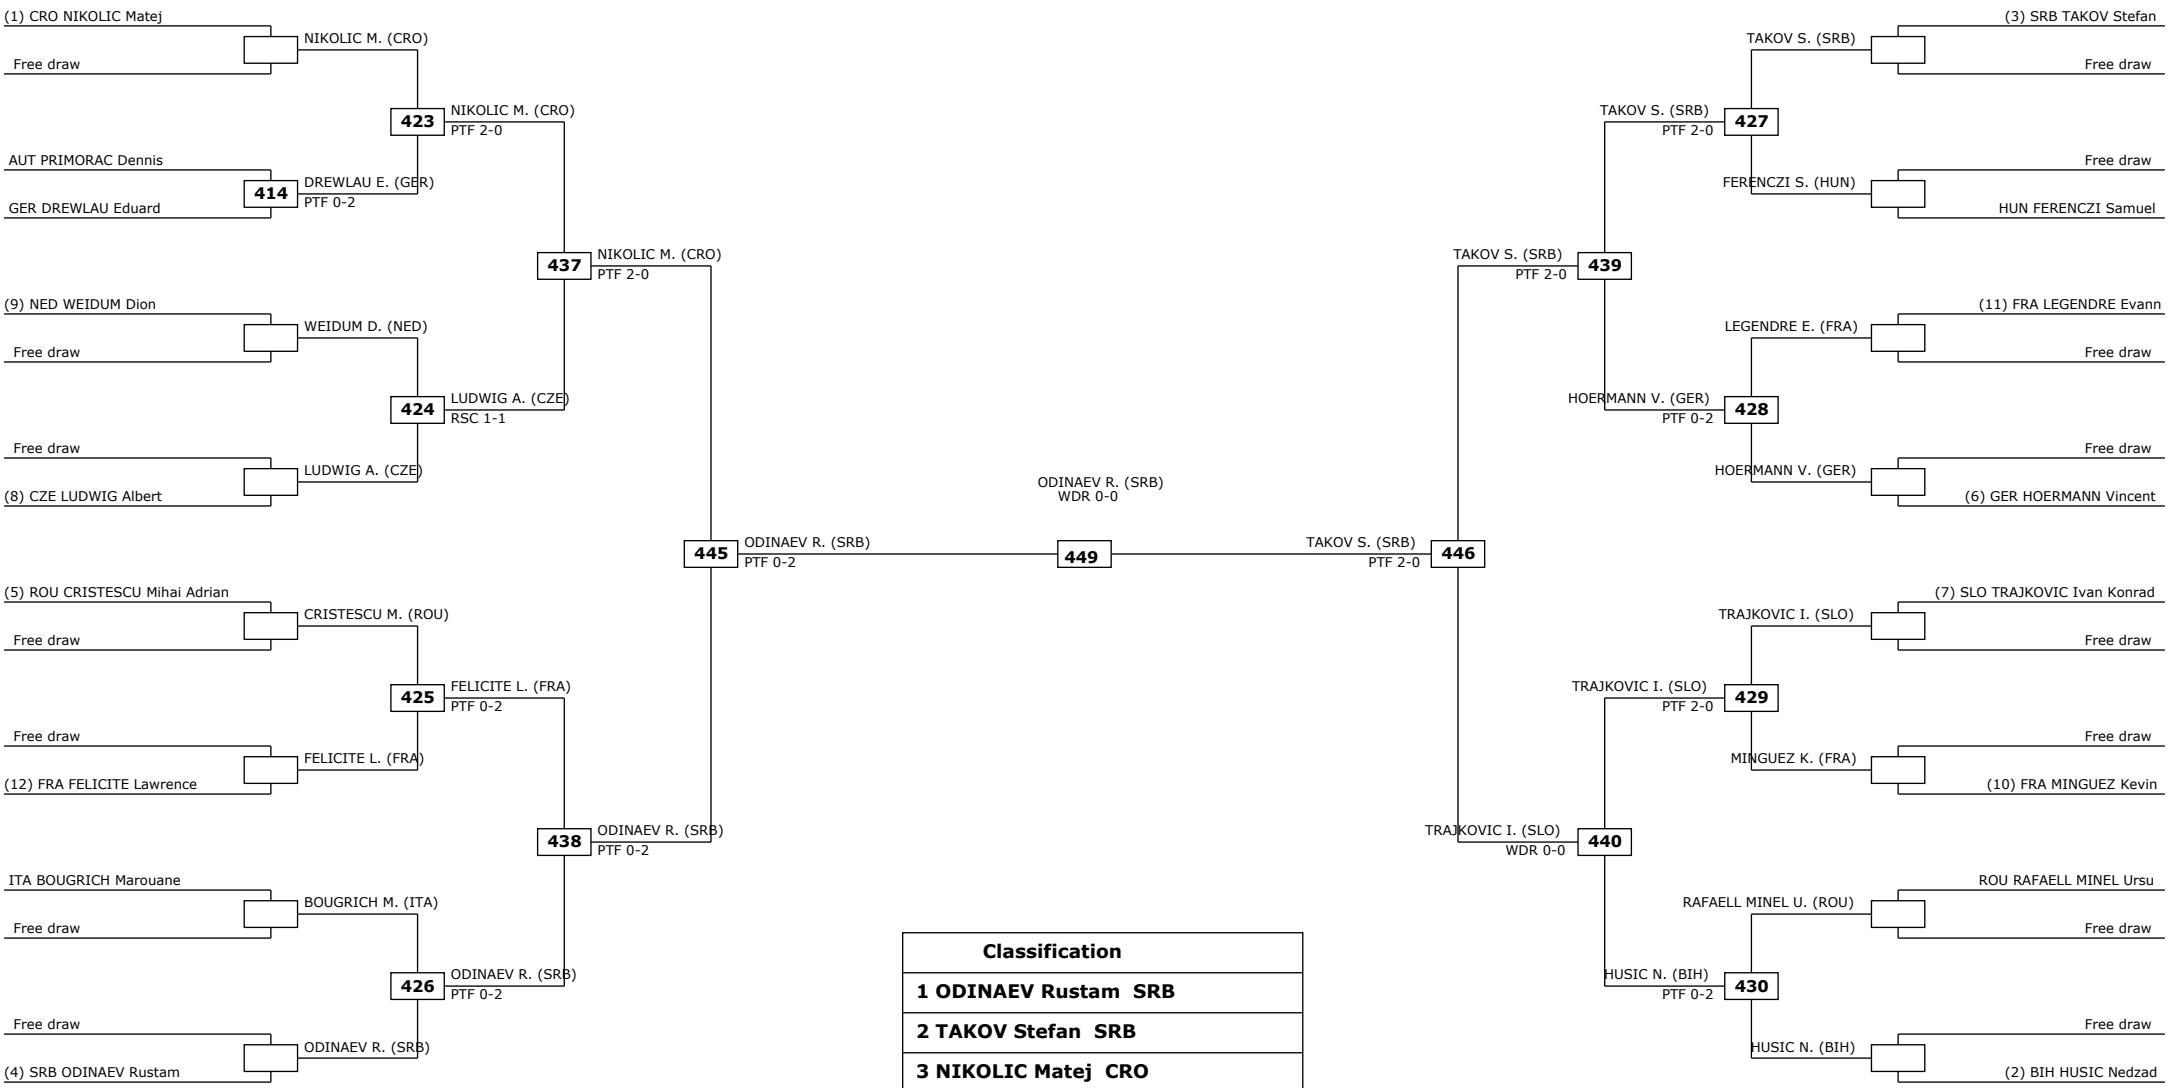 (1) CRO NIKOLIC Matej
NIKOLIC M. (CRO)
Free draw
423
NIKOLIC M. (CRO)
PTF 2-0
AUT PRIMORAC Dennis
414
DREWLAU E. (GER)
PTF 0-2
GER DREWLAU Eduard
437
NIKOLIC M. (CRO)
PTF 2-0
(9) NED WEIDUM Dion
WEIDUM D. (NED)
Free draw
424
LUDWIG A. (CZE)
RSC 1-1
Free draw
LUDWIG A. (CZE)
(8) CZE LUDWIG Albert
445
ODINAEV R. (SRB)
PTF 0-2
(5) ROU CRISTESCU Mihai Adrian
CRISTESCU M. (ROU)
Free draw
425
FELICITE L. (FRA)
PTF 0-2
Free draw
FELICITE L. (FRA)
(12) FRA FELICITE Lawrence
438
ODINAEV R. (SRB)
PTF 0-2
ITA BOUGRICH Marouane
BOUGRICH M. (ITA)
Free draw
426
ODINAEV R. (SRB)
PTF 0-2
Free draw
ODINAEV R. (SRB)
(4) SRB ODINAEV Rustam
ODINAEV R. (SRB)
WDR 0-0
449
(3) SRB TAKOV Stefan
TAKOV S. (SRB)
Free draw
TAKOV S. (SRB)
PTF 2-0
427
Free draw
FERENCZI S. (HUN)
HUN FERENCZI Samuel
TAKOV S. (SRB)
PTF 2-0
439
(11) FRA LEGENDRE Evann
LEGENDRE E. (FRA)
Free draw
HOERMANN V. (GER)
PTF 0-2
428
Free draw
HOERMANN V. (GER)
(6) GER HOERMANN Vincent
TAKOV S. (SRB)
PTF 2-0
446
(7) SLO TRAJKOVIC Ivan Konrad
TRAJKOVIC I. (SLO)
Free draw
TRAJKOVIC I. (SLO)
PTF 2-0
429
Free draw
MINGUEZ K. (FRA)
(10) FRA MINGUEZ Kevin
TRAJKOVIC I. (SLO)
WDR 0-0
440
ROU RAFAELL MINEL Ursu
RAFAELL MINEL U. (ROU)
Free draw
HUSIC N. (BIH)
PTF 0-2
430
Free draw
HUSIC N. (BIH)
(2) BIH HUSIC Nedzad
Classification
1 ODINAEV Rustam SRB
2 TAKOV Stefan SRB
3 NIKOLIC Matej CRO